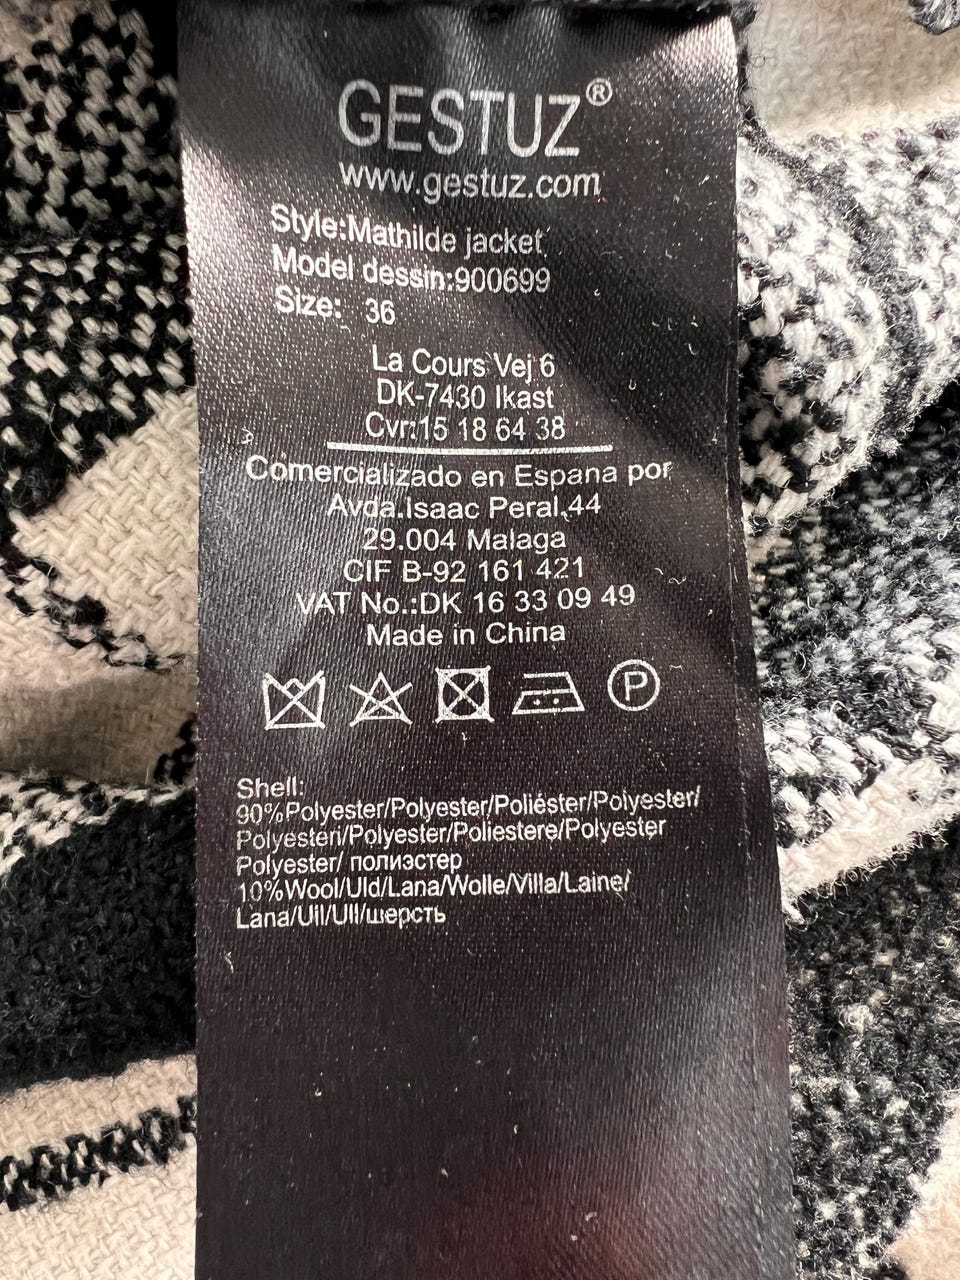 GESTUZ®
www.gestuz.com
Style:Mathilde jacket
Model dessin:900699
Size: 36
La Cours Vej 6
DK-7430 Ikast
Cvr:15 18 64 38
Comercializado en Espana por
Avda.Isaac Peral,44
29.004 Malaga
CIF B-92 161 421
VAT No.:DK 16 33 09 49
Made in China
P
Shell:
90%Polyester/Polyester/Poliéster/Polyester/
Polyesteri/Polyester/Poliestere/Polyester
Polyester/ полиэстер
10%Wool/Uld/Lana/Wolle/Villa/Laine/
Lana/Ull/Ull/шерсть